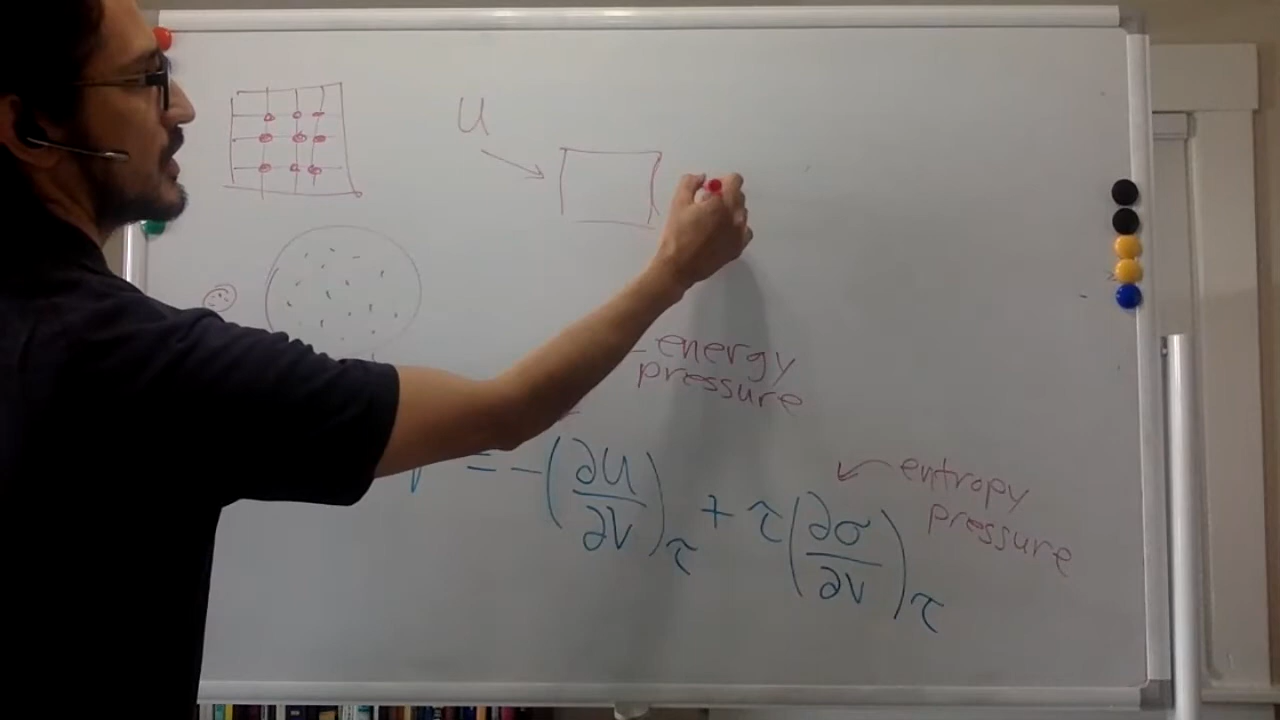 U
energy
pressure
= - (∂U/∂V)τ + τ(∂σ/∂V)τ
entropy
pressure